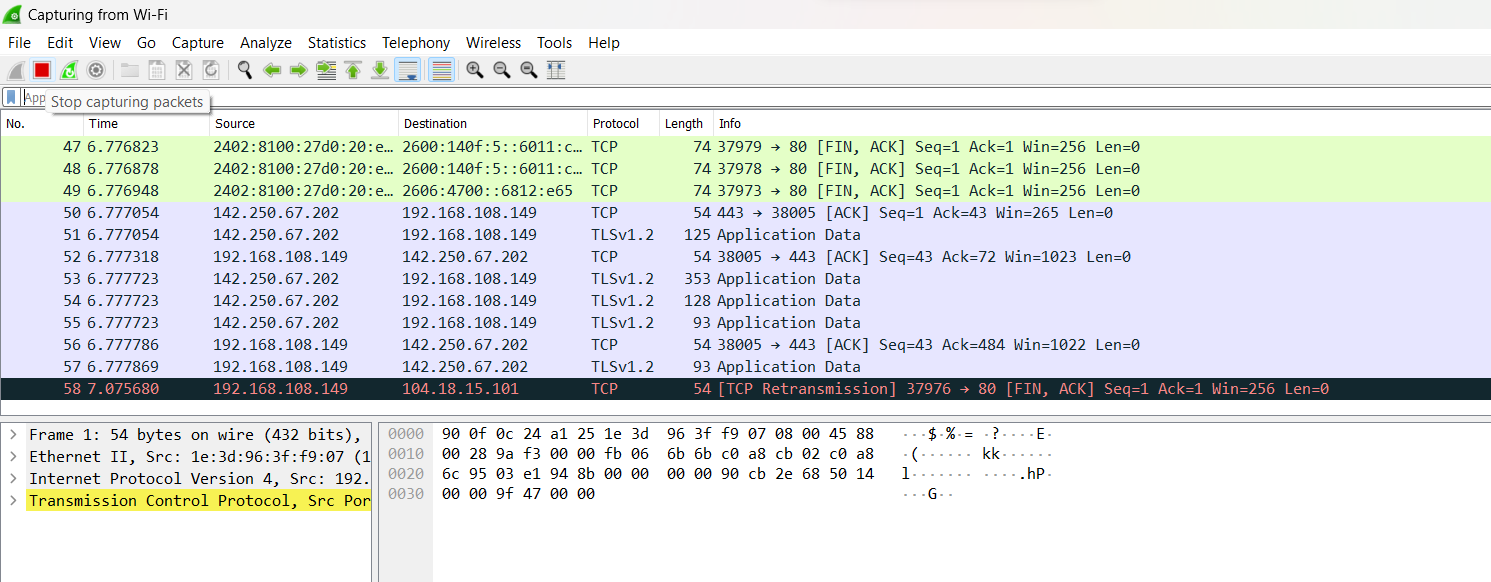 Capturing from Wi-Fi
File Edit View Go Capture Analyze Statistics Telephony Wireless Tools Help
App
Stop capturing packets
No. Time Source Destination Protocol Length Info
47 6.776823 2402:8100:27d0:20:e… 2600:140f:5::6011:c… TCP 74 37979 → 80 [FIN, ACK] Seq=1 Ack=1 Win=256 Len=0
48 6.776878 2402:8100:27d0:20:e… 2600:140f:5::6011:c… TCP 74 37978 → 80 [FIN, ACK] Seq=1 Ack=1 Win=256 Len=0
49 6.776948 2402:8100:27d0:20:e… 2606:4700::6812:e65 TCP 74 37973 → 80 [FIN, ACK] Seq=1 Ack=1 Win=256 Len=0
50 6.777054 142.250.67.202 192.168.108.149 TCP 54 443 → 38005 [ACK] Seq=1 Ack=43 Win=265 Len=0
51 6.777054 142.250.67.202 192.168.108.149 TLSv1.2 125 Application Data
52 6.777318 192.168.108.149 142.250.67.202 TCP 54 38005 → 443 [ACK] Seq=43 Ack=72 Win=1023 Len=0
53 6.777723 142.250.67.202 192.168.108.149 TLSv1.2 353 Application Data
54 6.777723 142.250.67.202 192.168.108.149 TLSv1.2 128 Application Data
55 6.777723 142.250.67.202 192.168.108.149 TLSv1.2 93 Application Data
56 6.777786 192.168.108.149 142.250.67.202 TCP 54 38005 → 443 [ACK] Seq=43 Ack=484 Win=1022 Len=0
57 6.777869 192.168.108.149 142.250.67.202 TLSv1.2 93 Application Data
58 7.075680 192.168.108.149 104.18.15.101 TCP 54 [TCP Retransmission] 37976 → 80 [FIN, ACK] Seq=1 Ack=1 Win=256 Len=0
Frame 1: 54 bytes on wire (432 bits),
Ethernet II, Src: 1e:3d:96:3f:f9:07 (1
Internet Protocol Version 4, Src: 192.
Transmission Control Protocol, Src Por
0000 90 0f 0c 24 a1 25 1e 3d 96 3f f9 07 08 00 45 88 ···$·%·= ·?····E·
0010 00 28 9a f3 00 00 fb 06 6b 6b c0 a8 cb 02 c0 a8 ·(······ kk······
0020 6c 95 03 e1 94 8b 00 00 00 00 90 cb 2e 68 50 14 l······· ····.hP·
0030 00 00 9f 47 00 00 ···G··